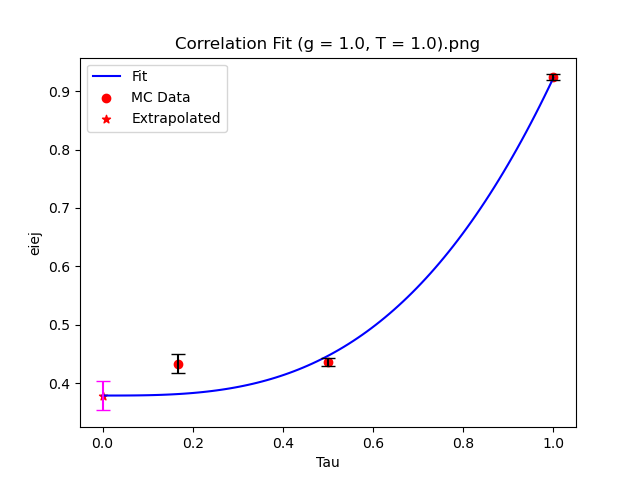 Correlation Fit (g = 1.0, T = 1.0).png
Fit
MC Data
Extrapolated
0.9
0.8
0.7
0.6
0.5
0.4
eiej
0.0 0.2 0.4 0.6 0.8 1.0
Tau